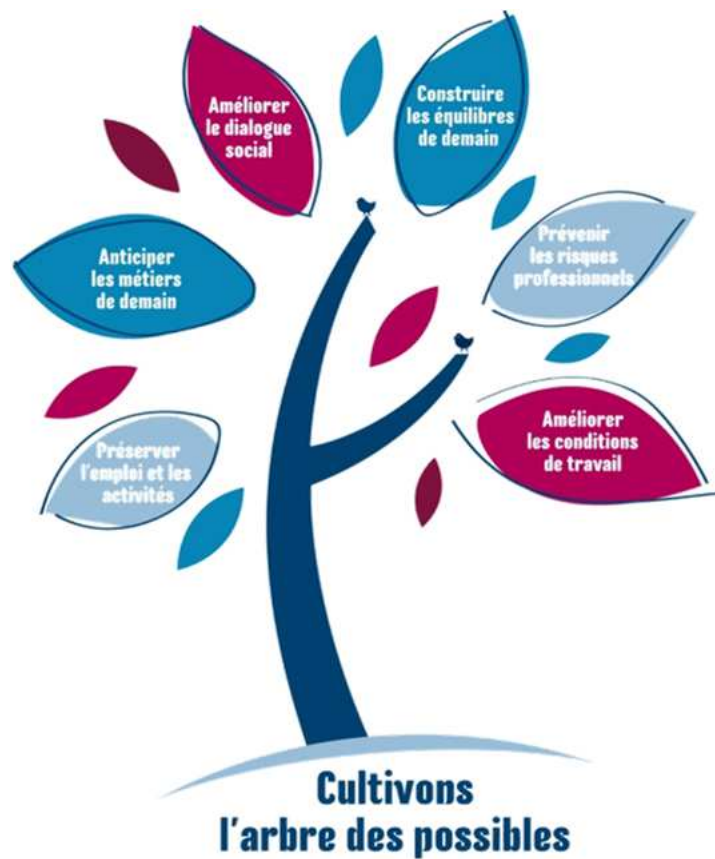 Améliorer
le dialogue
social
Construire
les équilibres
de demain
Anticiper
les métiers
de demain
Prévenir
les risques
professionnels
Préserver
l'emploi et les
activités
Améliorer
les conditions
de travail
Cultivons
l'arbre des possibles